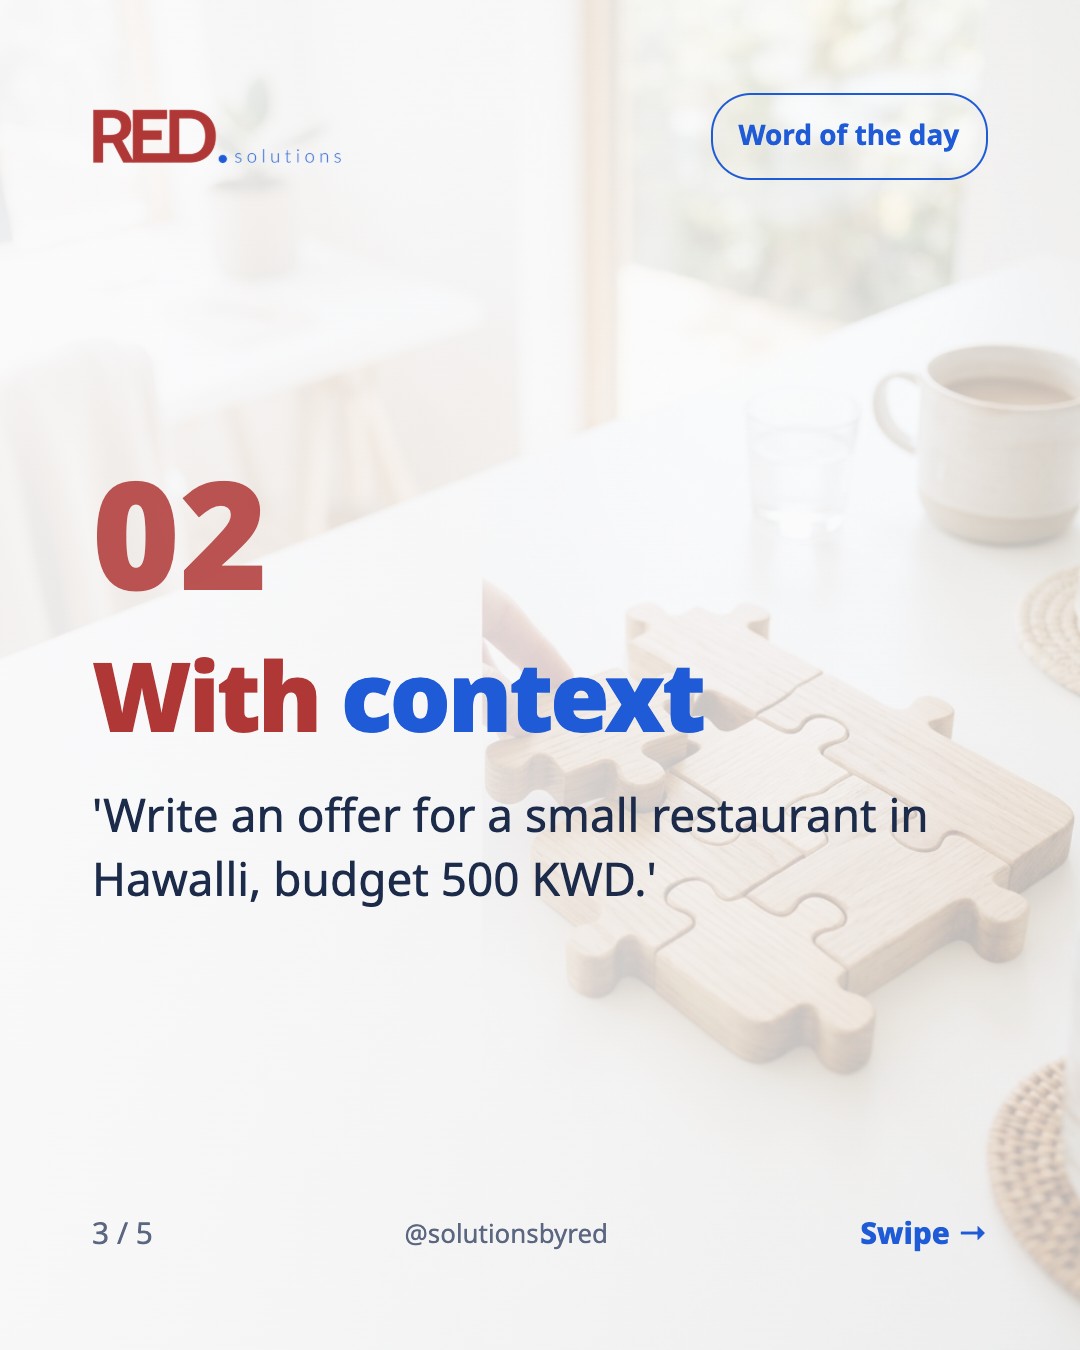 RED.solutions
Word of the day
02
With context
'Write an offer for a small restaurant in
Hawalli, budget 500 KWD.'
3 / 5
@solutionsbyred
Swipe →